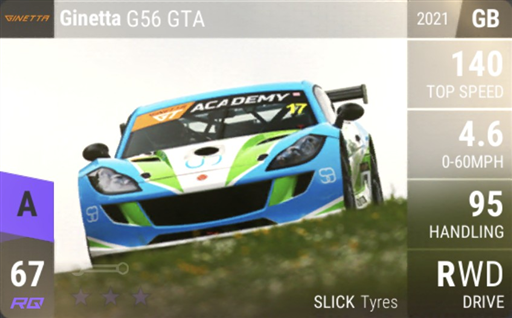 GINETTA Ginetta G56 GTA 2021 GB
140
TOP SPEED
ACADEMY 17
4.6
0-60MPH
A
95
HANDLING
67
RQ
SLICK Tyres
RWD
DRIVE